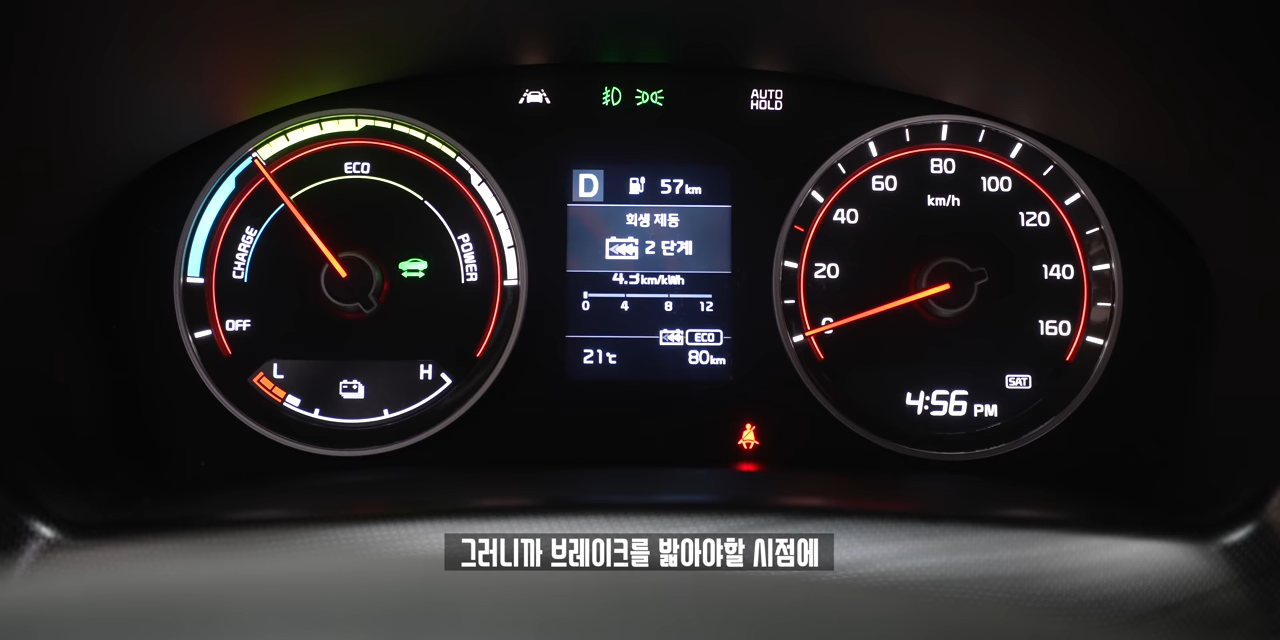 AUTO
HOLD
ECO
CHARGE
POWER
OFF
L
H
D
57km
회생 제동
2 단계
4.3km/kWh
0 4 8 12
ECO
21℃
80km
0
20
40
60
80
100
120
140
160
km/h
SAT
4:56 PM
그러니까 브레이크를 밟아야할 시점에